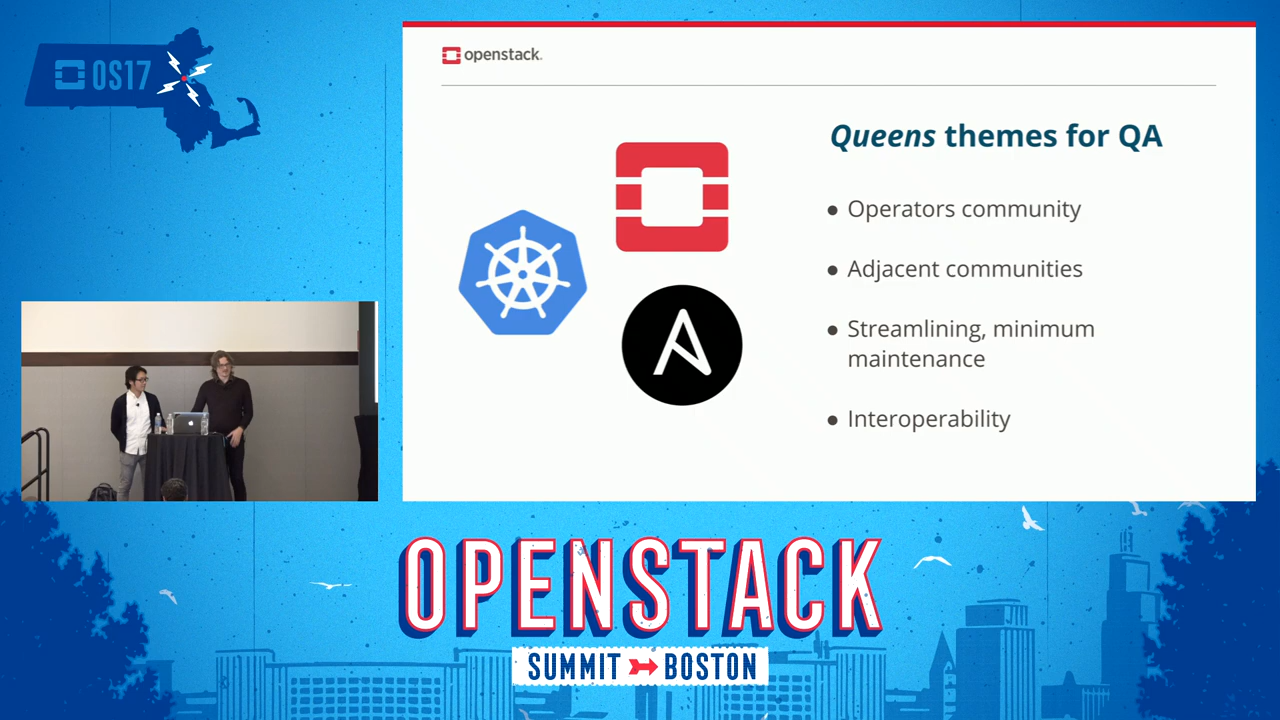 OS17
openstack.
Queens themes for QA
● Operators community
● Adjacent communities
● Streamlining, minimum
maintenance
● Interoperability
OPENSTACK
SUMMIT BOSTON